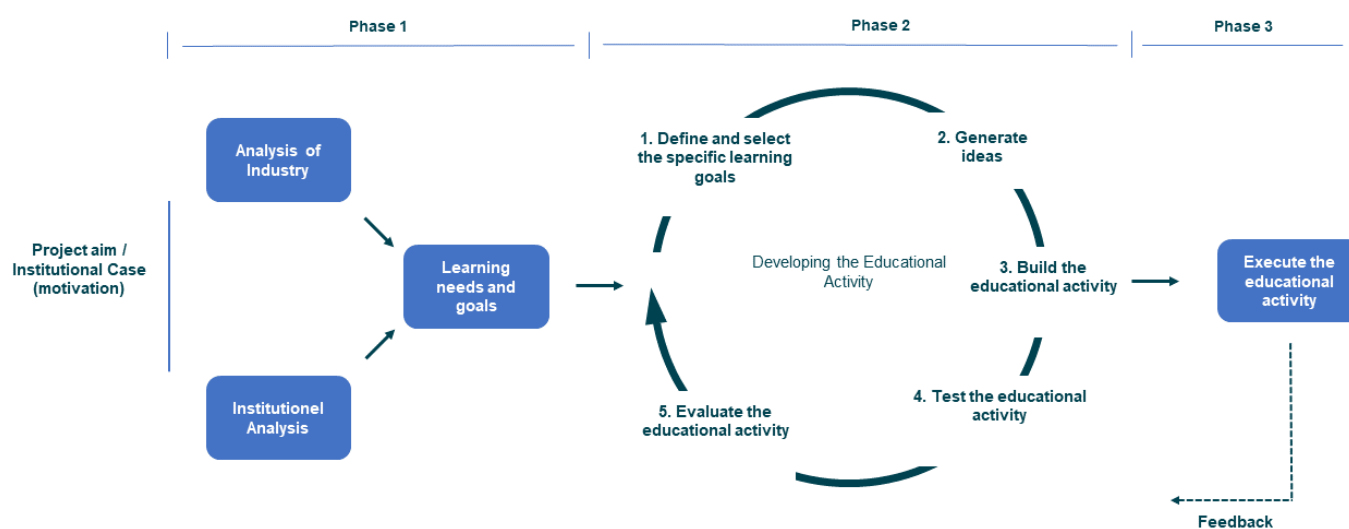 Phase 1
Phase 2
Phase 3
Project aim /
Institutional Case
(motivation)
Analysis of
Industry
Institutionel
Analysis
Learning
needs and
goals
1. Define and select
the specific learning
goals
2. Generate
ideas
Developing the Educational
Activity
3. Build the
educational activity
4. Test the educational
activity
5. Evaluate the
educational activity
Execute the
educational
activity
Feedback